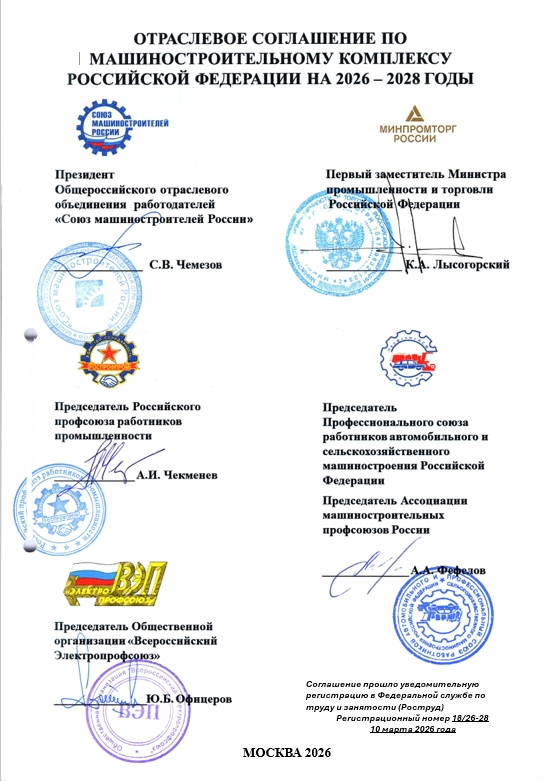 ОТРАСЛЕВОЕ СОГЛАШЕНИЕ ПО
МАШИНОСТРОИТЕЛЬНОМУ КОМПЛЕКСУ
РОССИЙСКОЙ ФЕДЕРАЦИИ НА 2026 – 2028 ГОДЫ
СОЮЗ
МАШИНОСТРОИТЕЛЕЙ
РОССИИ
МИНПРОМТОРГ
РОССИИ
Президент
Общероссийского отраслевого
объединения работодателей
«Союз машиностроителей России»
С.В. Чемезов
Первый заместитель Министра
промышленности и торговли
Российской Федерации
К.А. Лысогорский
РОСПРОФПРОМ
Председатель Российского
профсоюза работников
промышленности
А.И. Чекменев
Председатель
Профессионального союза
работников автомобильного и
сельскохозяйственного
машиностроения Российской
Федерации
Председатель Ассоциации
машиностроительных
профсоюзов России
А.А. Фефелов
ВЭП
«ЭЛЕКТРО
ПРОФСОЮЗ»
Председатель Общественной
организации «Всероссийский
Электропрофсоюз»
Ю.Б. Офицеров
ВЭП
Соглашение прошло уведомительную
регистрацию в Федеральной службе по
труду и занятости (Роструд)
Регистрационный номер 18/26-28
10 марта 2026 года
МОСКВА 2026